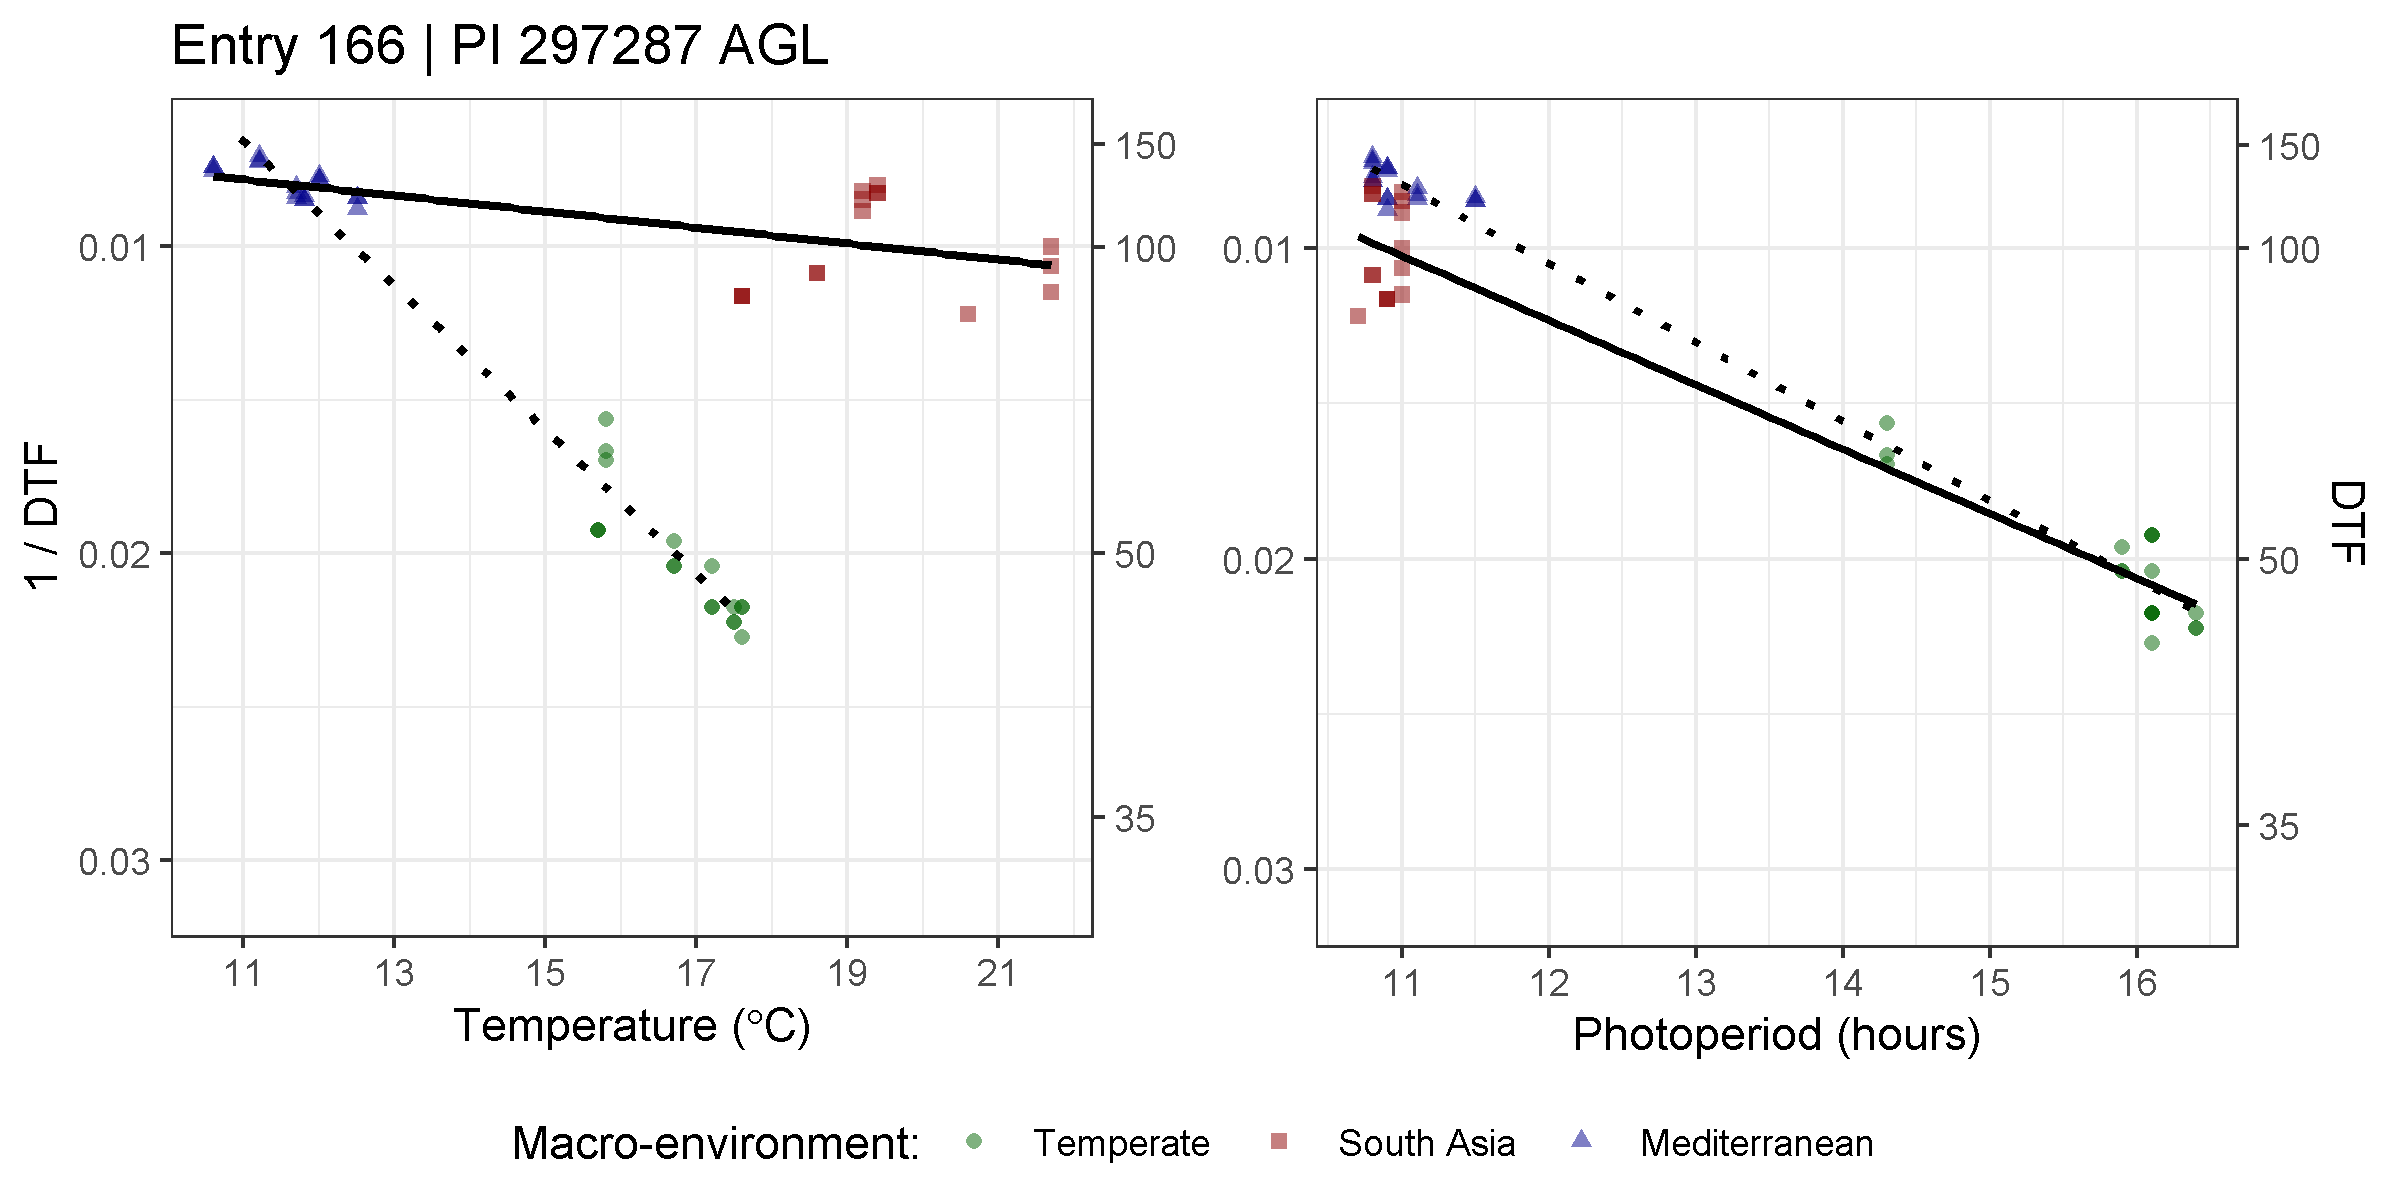 Entry 166 | PI 297287 AGL
1 / DTF
0.01
0.02
0.03
150
100
50
35
11 13 15 17 19 21
Temperature (°C)
0.01
0.02
0.03
150
100
50
35
DTF
11 12 13 14 15 16
Photoperiod (hours)
Macro-environment: Temperate South Asia Mediterranean